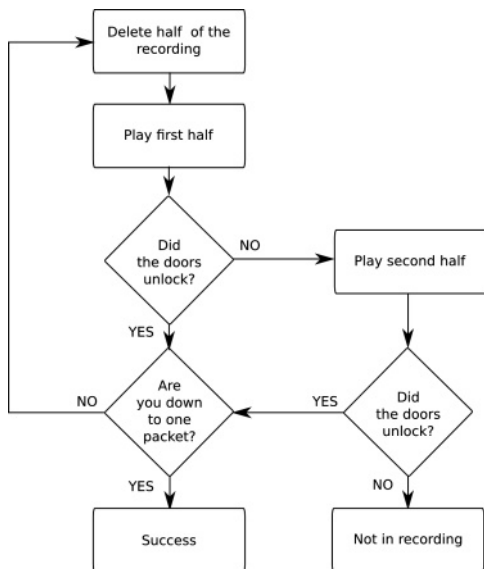 Delete half of the
recording
Play first half
Did
the doors
unlock?
NO
Play second half
YES
Are
you down
to one
packet?
NO
YES
Did
the doors
unlock?
YES
NO
Success
Not in recording